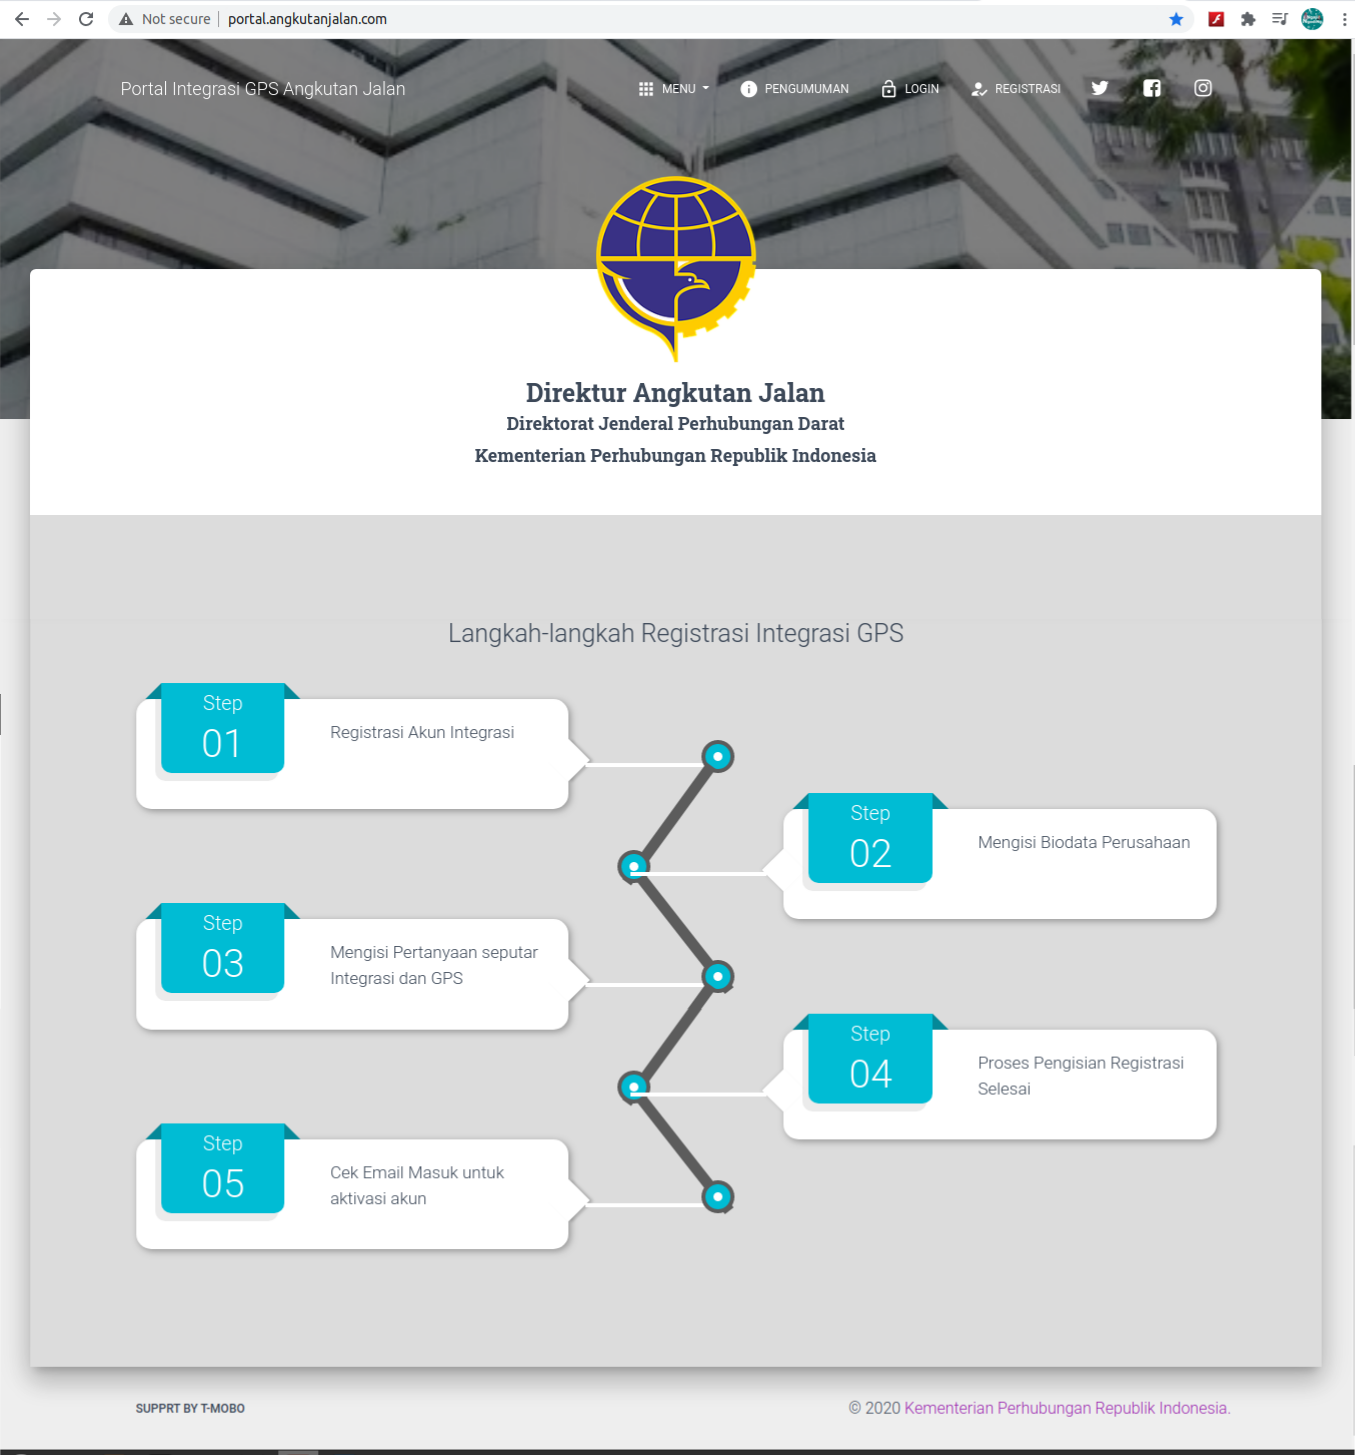 Not secure
portal.angkutanjalan.com
Portal Integrasi GPS Angkutan Jalan
MENU
PENGUMUMAN
LOGIN
REGISTRASI
Direktur Angkutan Jalan
Direktorat Jenderal Perhubungan Darat
Kementerian Perhubungan Republik Indonesia
Langkah-langkah Registrasi Integrasi GPS
Step
01
Registrasi Akun Integrasi
Step
02
Mengisi Biodata Perusahaan
Step
03
Mengisi Pertanyaan seputar
Integrasi dan GPS
Step
04
Proses Pengisian Registrasi
Selesai
Step
05
Cek Email Masuk untuk
aktivasi akun
SUPPRT BY T-MOBO
© 2020 Kementerian Perhubungan Republik Indonesia.